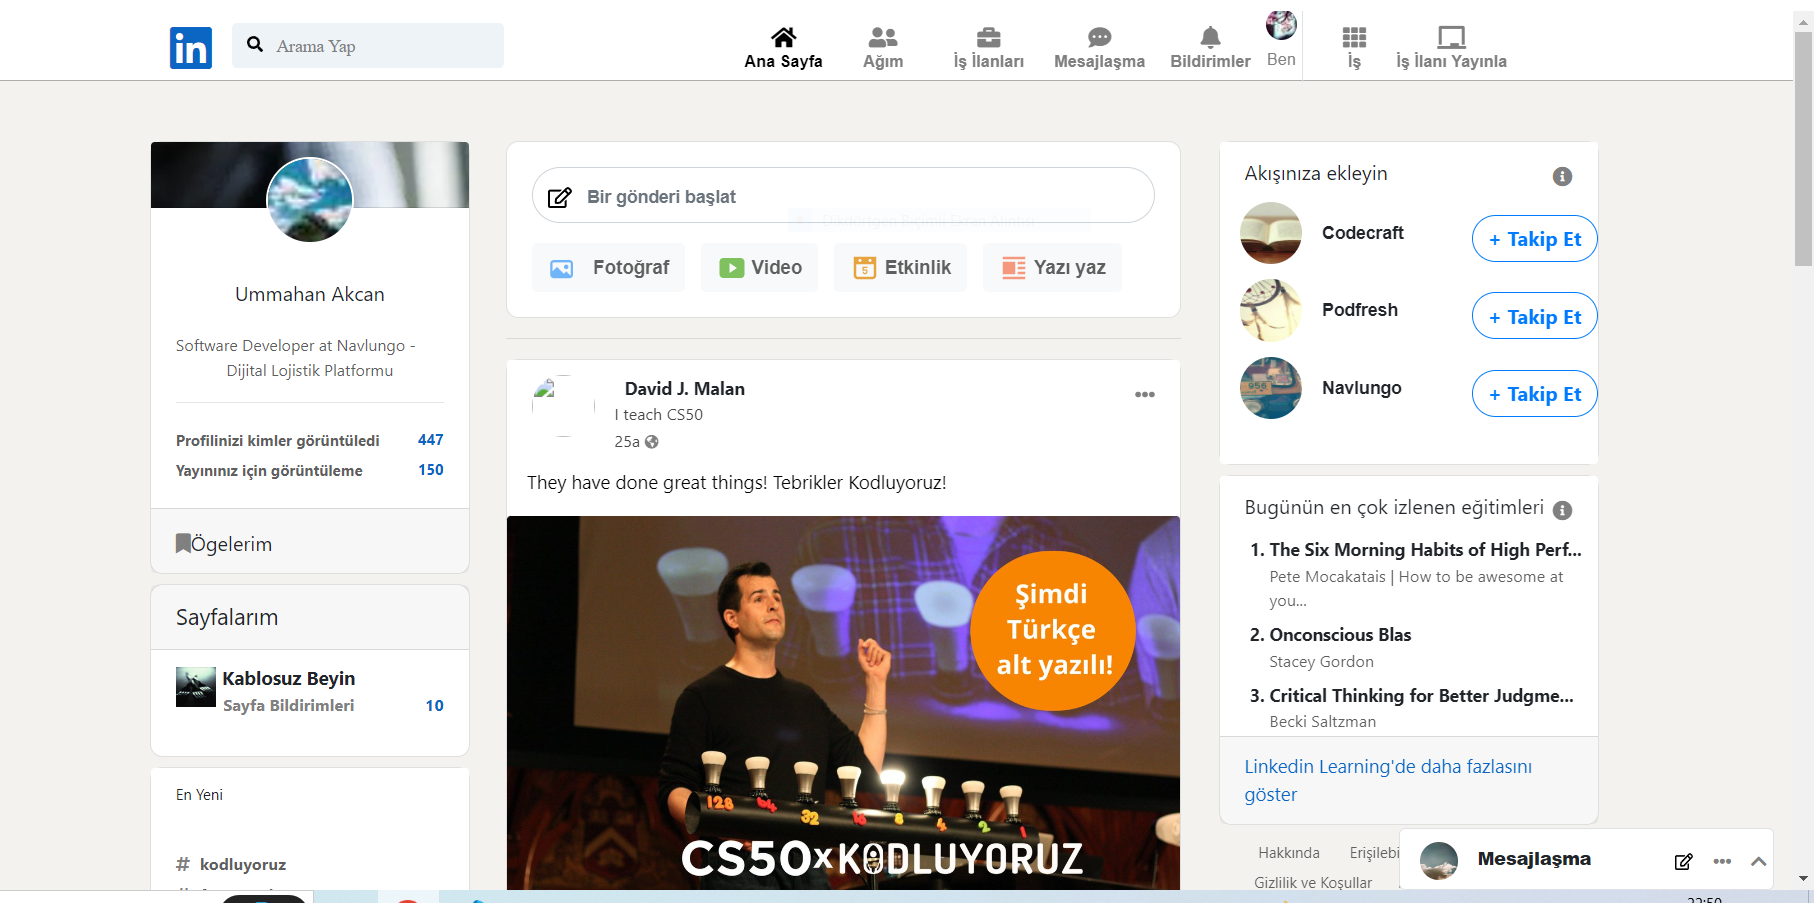 in
Arama Yap
Ana Sayfa
Ağım
İş İlanları
Mesajlaşma
Bildirimler
Ben
İş
İş İlanı Yayınla
Ummahan Akcan
Software Developer at Navlungo -
Dijital Lojistik Platformu
Profilinizi kimler görüntüledi 447
Yayınınız için görüntüleme 150
Ögelerim
Sayfalarım
Kablosuz Beyin
Sayfa Bildirimleri 10
En Yeni
# kodluyoruz
Bir gönderi başlat
Fotoğraf
Video
5 Etkinlik
Yazı yaz
David J. Malan
I teach CS50
25a
They have done great things! Tebrikler Kodluyoruz!
Şimdi
Türkçe
alt yazılı!
128 64 32 16 8 4 2 1
CS50xKODLUYORUZ
Akışınıza ekleyin
Codecraft
+ Takip Et
Podfresh
+ Takip Et
Navlungo
+ Takip Et
Bugünün en çok izlenen eğitimleri
1. The Six Morning Habits of High Perf...
Pete Mocakatais | How to be awesome at
you...
2. Onconscious Blas
Stacey Gordon
3. Critical Thinking for Better Judgme...
Becki Saltzman
Linkedin Learning'de daha fazlasını
göster
Hakkında Erişilebi
Gizlilik ve Koşullar
Mesajlaşma